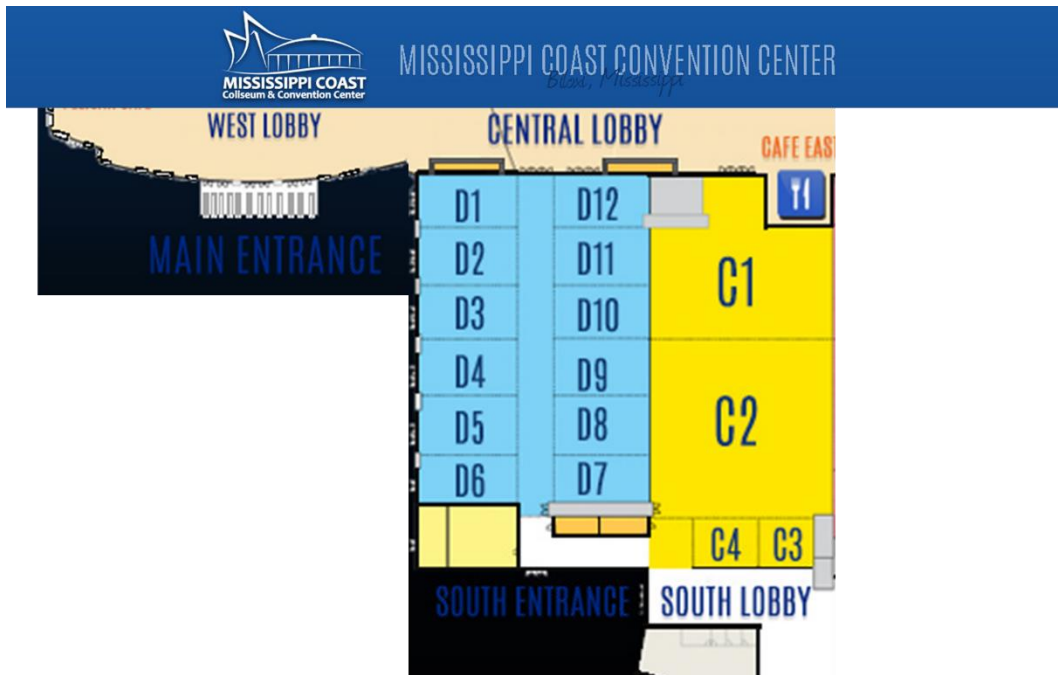 MISSISSIPPI COAST
Coliseum & Convention Center
MISSISSIPPI COAST CONVENTION CENTER
Biloxi, Mississippi
WEST LOBBY
CENTRAL LOBBY
CAFE EAS
MAIN ENTRANCE
D1
D12
D2
D11
C1
D3
D10
D4
D9
C2
D5
D8
D6
D7
C4
C3
SOUTH ENTRANCE
SOUTH LOBBY